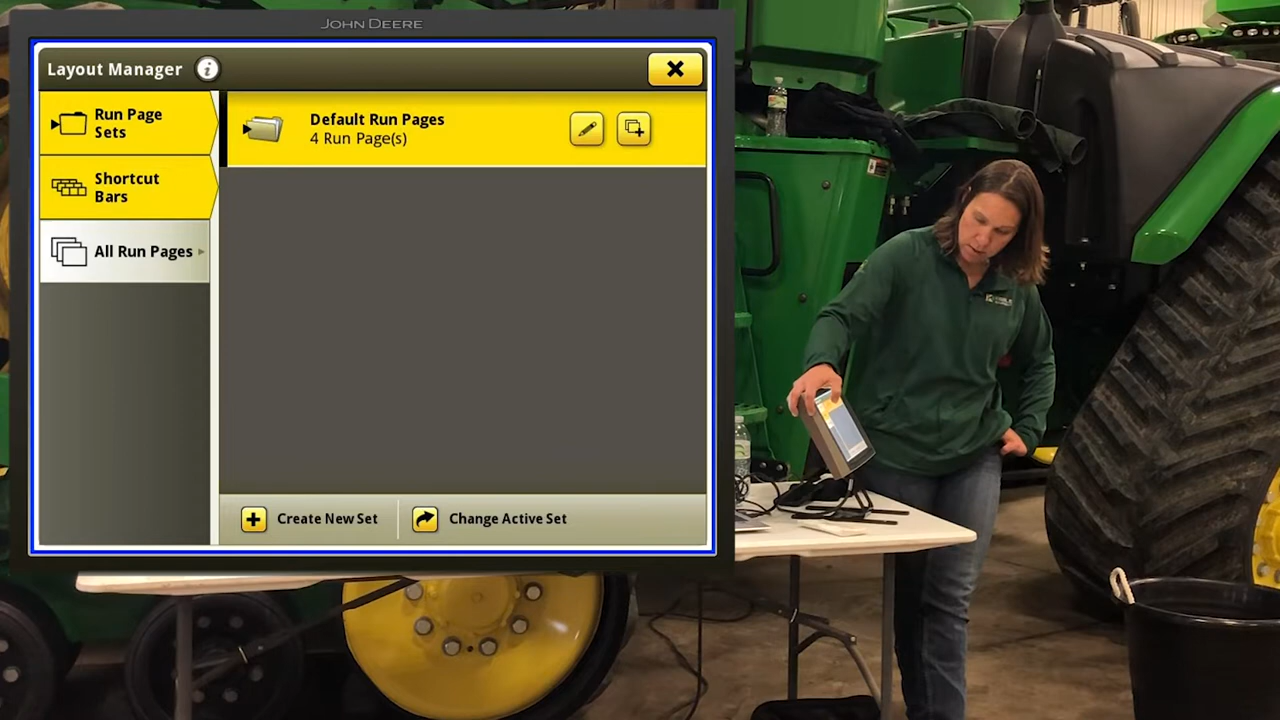 JOHN DEERE
Layout Manager
Run Page
Sets
Default Run Pages
4 Run Page(s)
Shortcut
Bars
All Run Pages
Create New Set
Change Active Set